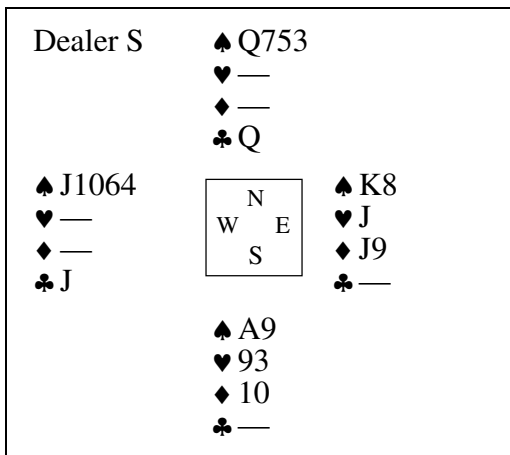 Dealer S
♠ Q753
♥ —
♦ —
♣ Q
♠ J1064
♥ —
♦ —
♣ J
N
W E
S
♠ K8
♥ J
♦ J9
♣ —
♠ A9
♥ 93
♦ 10
♣ —